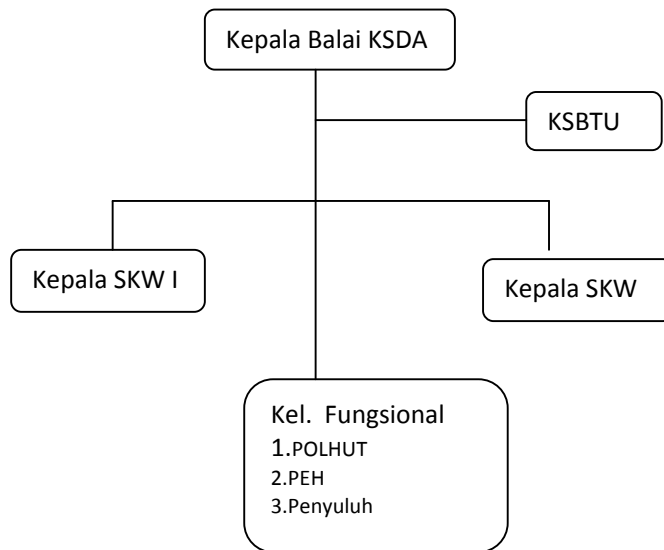 Kepala Balai KSDA
KSBTU
Kepala SKW I
Kepala SKW
Kel. Fungsional
1.POLHUT
2.PEH
3.Penyuluh